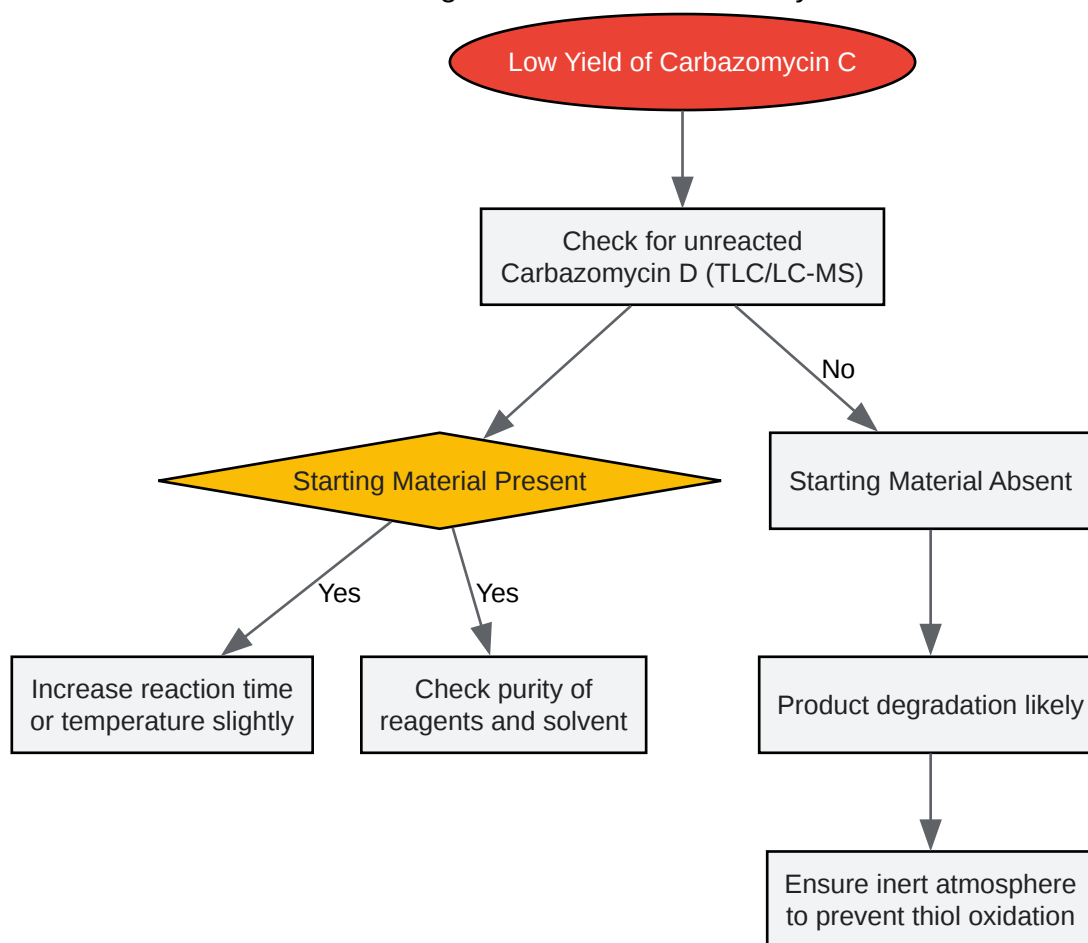 Low Yield of Carbazomycin C
Check for unreacted
Carbazomycin D (TLC/LC-MS)
No
Starting Material Present
Starting Material Absent
Yes
Yes
Increase reaction time
or temperature slightly
Check purity of
reagents and solvent
Product degradation likely
Ensure inert atmosphere
to prevent thiol oxidation